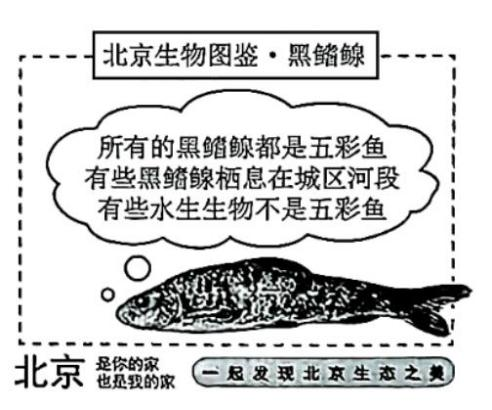 北京生物图鉴·黑鳍鳈
所有的黑鳍鳈都是五彩鱼
有些黑鳍鳈栖息在城区河段
有些水生生物不是五彩鱼
北京
是你的家
也是我的家
一起发现北京生态之美